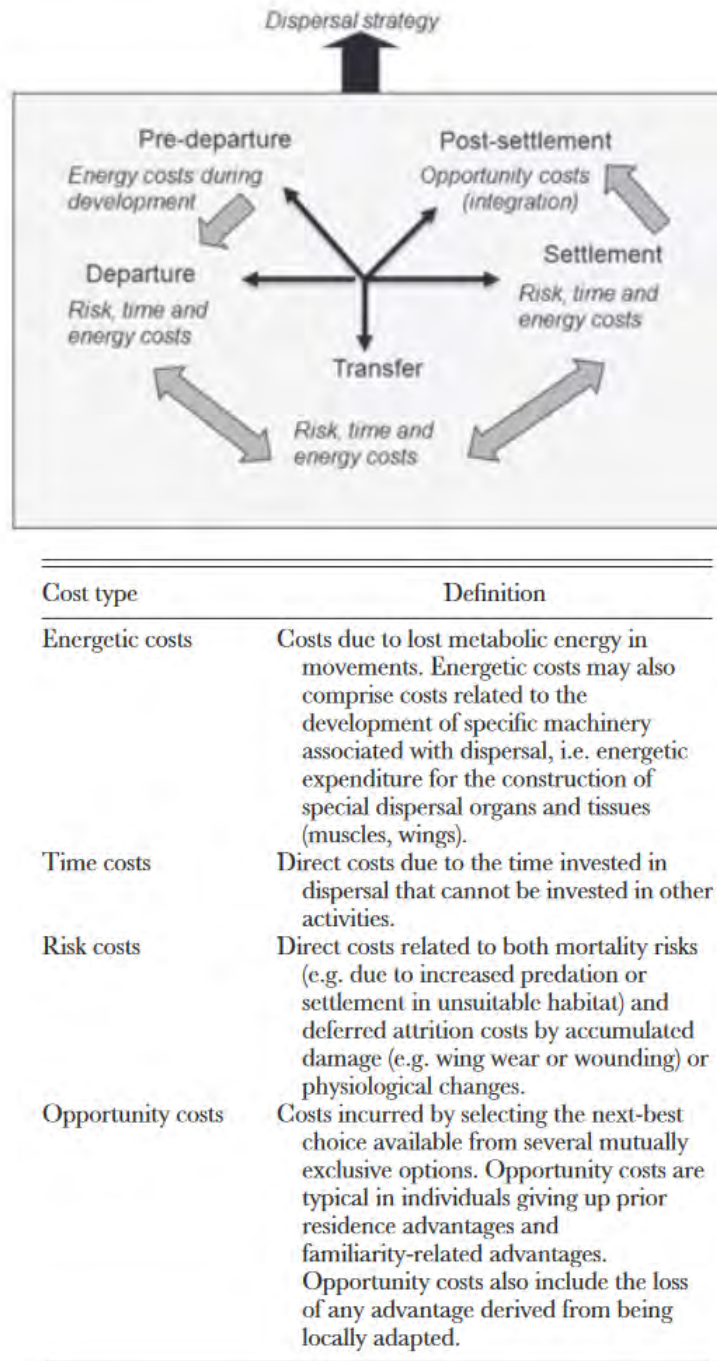 Dispersal strategy
Pre-departure
Energy costs during
development
Post-settlement
Opportunity costs
(integration)
Departure
Risk, time and
energy costs
Settlement
Risk, time and
energy costs
Transfer
Risk, time and
energy costs
Cost type Definition
Energetic costs Costs due to lost metabolic energy in
movements. Energetic costs may also
comprise costs related to the
development of specific machinery
associated with dispersal, i.e. energetic
expenditure for the construction of
special dispersal organs and tissues
(muscles, wings).
Time costs Direct costs due to the time invested in
dispersal that cannot be invested in other
activities.
Risk costs Direct costs related to both mortality risks
(e.g. due to increased predation or
settlement in unsuitable habitat) and
deferred attrition costs by accumulated
damage (e.g. wing wear or wounding) or
physiological changes.
Opportunity costs Costs incurred by selecting the next-best
choice available from several mutually
exclusive options. Opportunity costs are
typical in individuals giving up prior
residence advantages and
familiarity-related advantages.
Opportunity costs also include the loss
of any advantage derived from being
locally adapted.